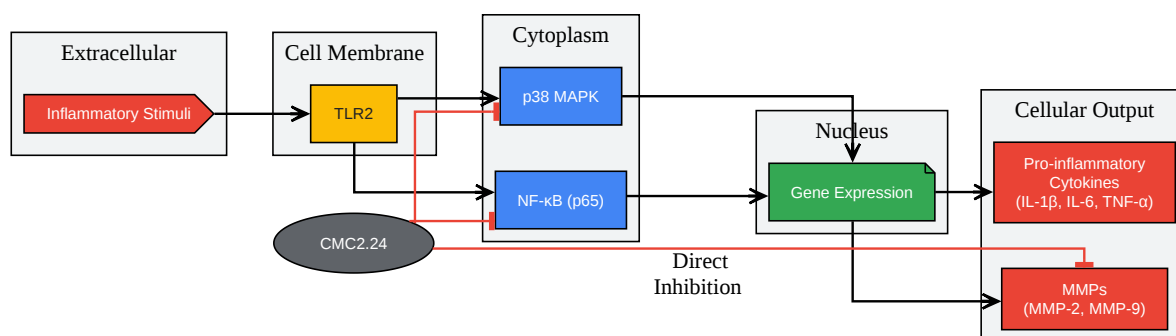 Extracellular
Inflammatory Stimuli
Cell Membrane
TLR2
Cytoplasm
p38 MAPK
NF-κB (p65)
CMC2.24
Nucleus
Gene Expression
Direct
Inhibition
Cellular Output
Pro-inflammatory
Cytokines
(IL-1β, IL-6, TNF-α)
MMPs
(MMP-2, MMP-9)